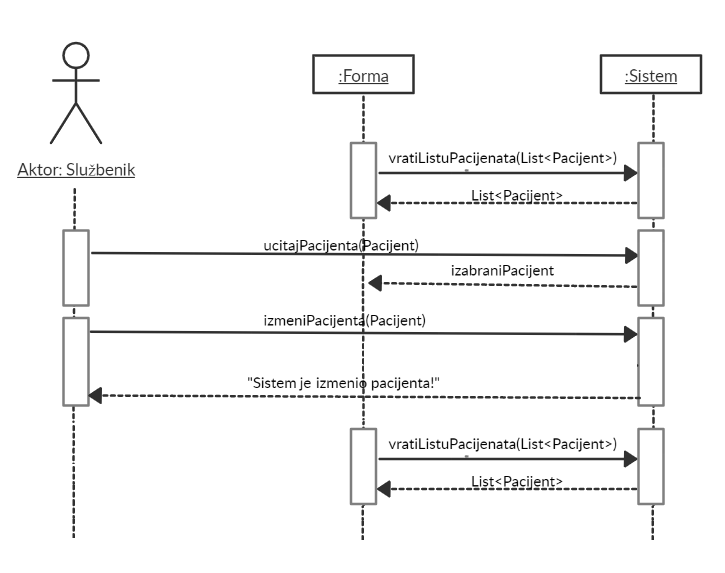 :Forma
:Sistem
Aktor: Službenik
vratiListuPacijenata(List<Pacijent>)
List<Pacijent>
ucitajPacijenta(Pacijent)
izabraniPacijent
izmeniPacijenta(Pacijent)
"Sistem je izmenio pacijenta!"
vratiListuPacijenata(List<Pacijent>)
List<Pacijent>